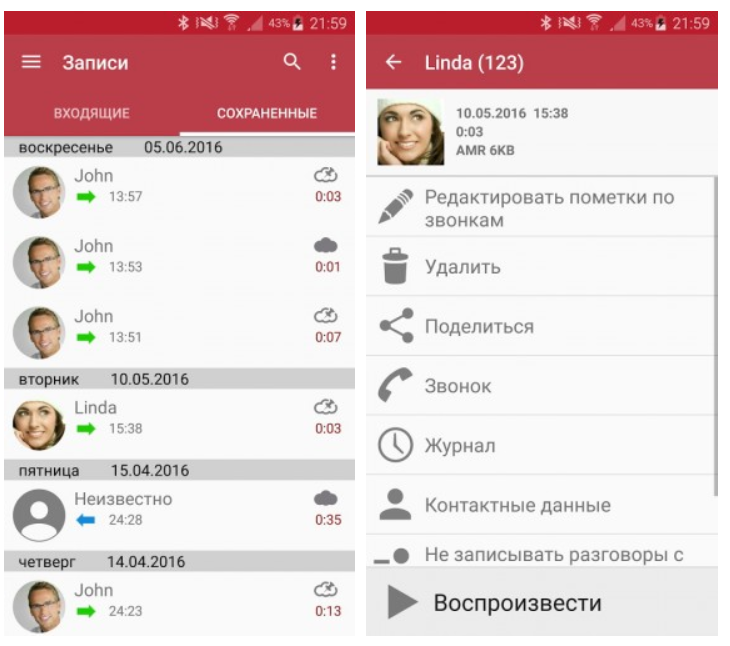 43% 21:59
Записи
ВХОДЯЩИЕ СОХРАНЕННЫЕ
воскресенье 05.06.2016
John
13:57 0:03
John
13:53 0:01
John
13:51 0:07
вторник 10.05.2016
Linda
15:38 0:03
пятница 15.04.2016
Неизвестно
24:28 0:35
четверг 14.04.2016
John
24:23 0:13
43% 21:59
Linda (123)
10.05.2016 15:38
0:03
AMR 6KB
Редактировать пометки по
звонкам
Удалить
Поделиться
Звонок
Журнал
Контактные данные
Не записывать разговоры с
Воспроизвести